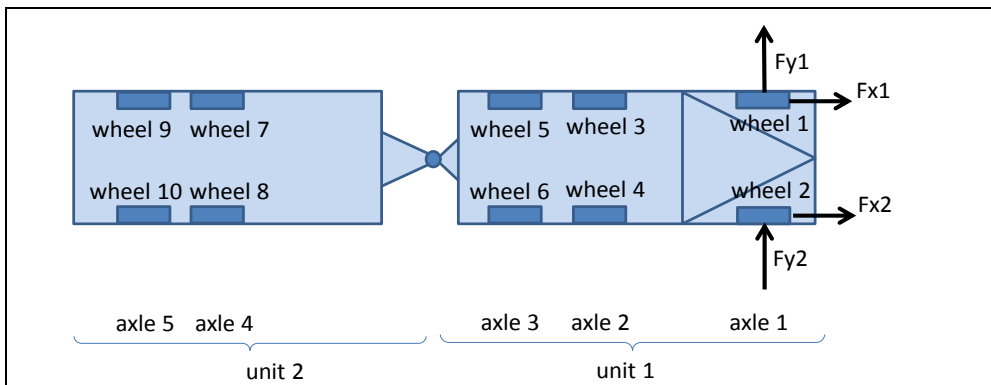 Fy1
Fx1
wheel 9 wheel 7 wheel 5 wheel 3 wheel 1
wheel 10 wheel 8 wheel 6 wheel 4 wheel 2
Fx2
Fy2
axle 5 axle 4 axle 3 axle 2 axle 1
unit 2 unit 1